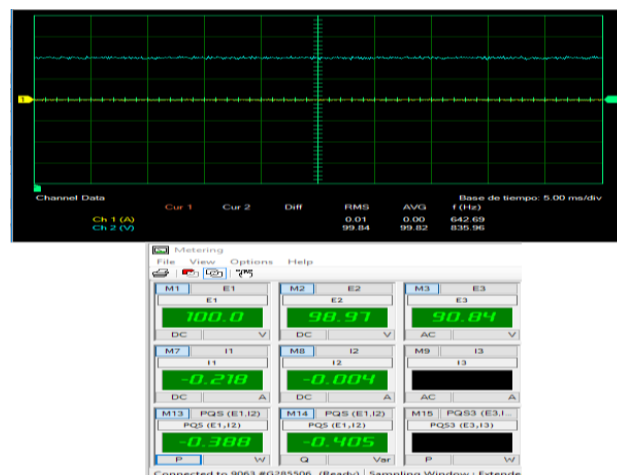 1
Channel Data
Base de tiempo: 5.00 ms/div
Cur 1 Cur 2 Diff RMS AVG f (Hz)
Ch 1 (A) 0.01 0.00 642.69
Ch 2 (V) 99.84 99.82 835.96
Metering
File View Options Help
M1 E1 M2 E2 M3 E3
E1 E2 E3
100.0 98.97 90.84
DC V DC V AC V
M7 I1 M8 I2 M9 I3
I1 I2 I3
-0.218 -0.004
DC A DC A AC A
M13 PQS (E1,I2) M14 PQS (E1,I2) M15 PQS3 (E3,I...
PQS (E1,I2) PQS (E1,I2) PQS3 (E3,I3)
-0.388 -0.405
P W Q Var P W
Connected to 9063 #G285506 (Ready) Sampling Window : Extende